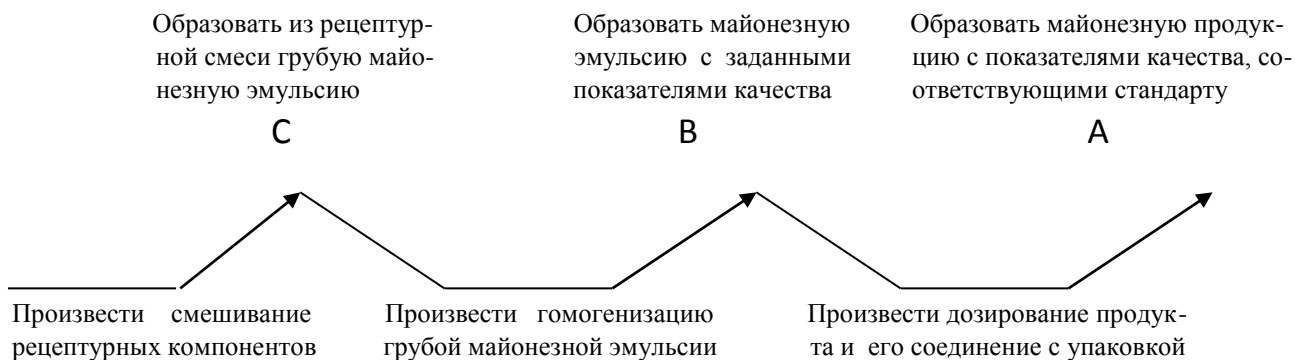 Образовать из рецептур-
ной смеси грубую майо-
незную эмульсию
Образовать майонезную
эмульсию с заданными
показателями качества
Образовать майонезную продук-
цию с показателями качества, со-
ответствующими стандарту
С
В
А
Произвести смешивание
рецептурных компонентов
Произвести гомогенизацию
грубой майонезной эмульсии
Произвести дозирование продук-
та и его соединение с упаковкой